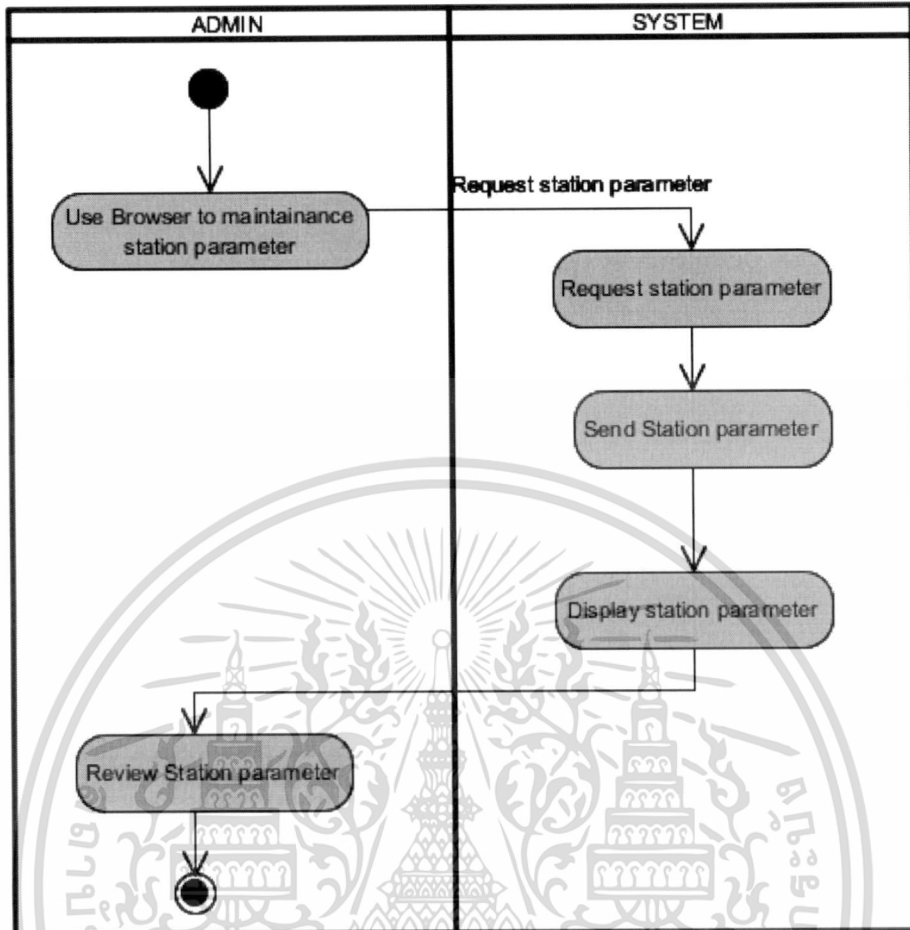 ADMIN
SYSTEM
Use Browser to maintainance
station parameter
Request station parameter
Request station parameter
Send Station parameter
Display station parameter
Review Station parameter